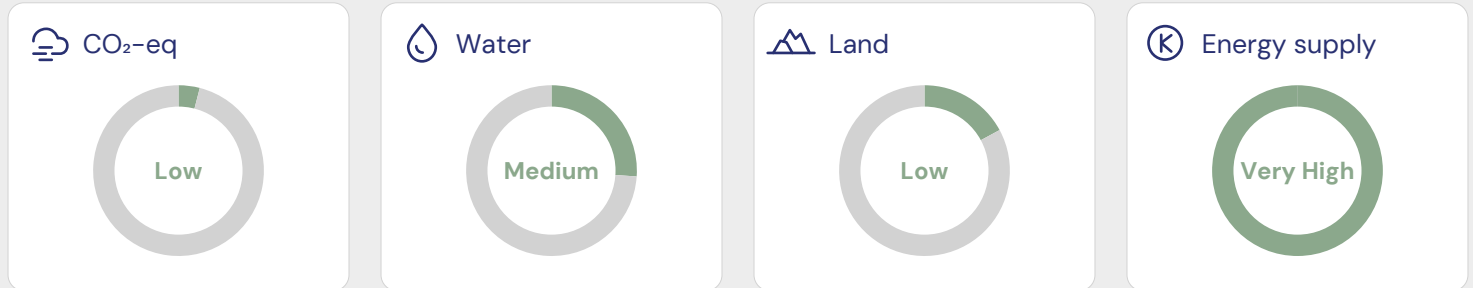 CO₂-eq
Low
Water
Medium
Land
Low
Energy supply
Very High